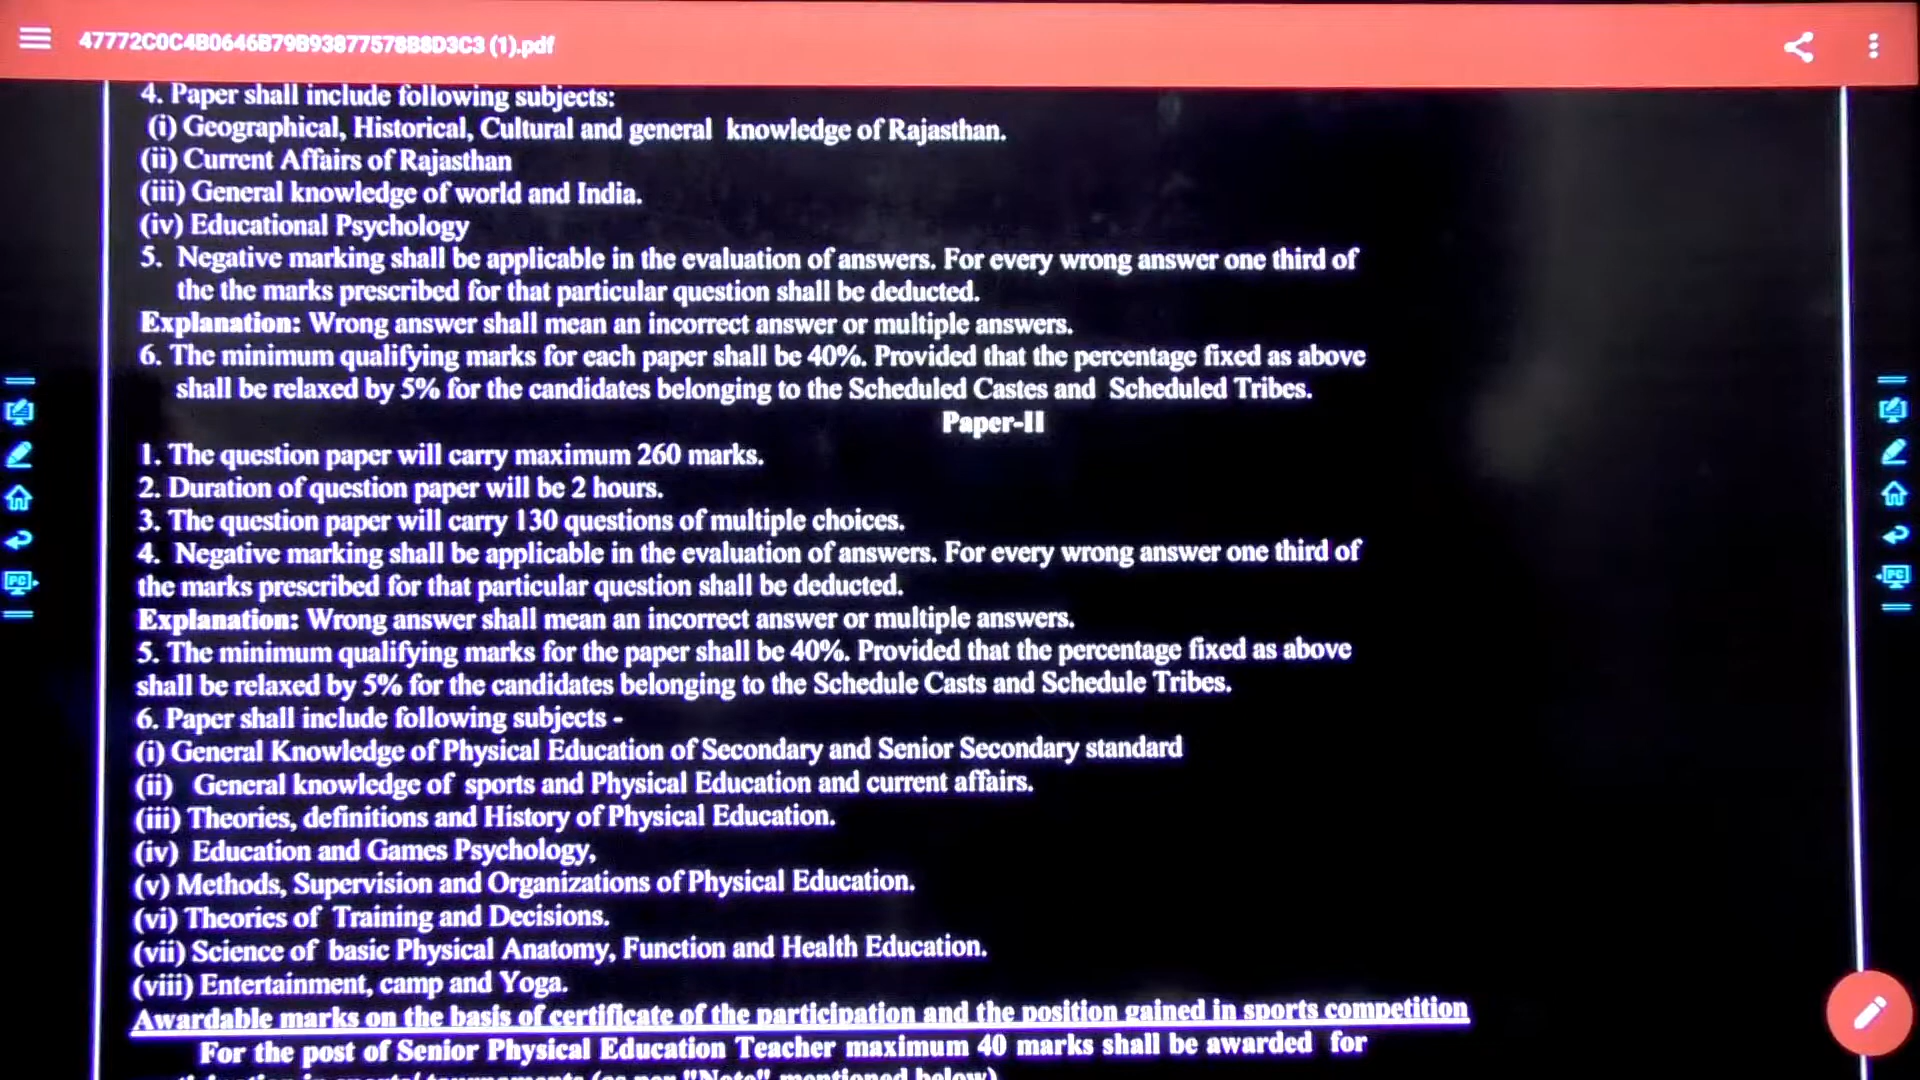 47772C0C4B0646B79B93877578B8D3C3 (1).pdf
4. Paper shall include following subjects:
(i) Geographical, Historical, Cultural and general knowledge of Rajasthan.
(ii) Current Affairs of Rajasthan
(iii) General knowledge of world and India.
(iv) Educational Psychology
5. Negative marking shall be applicable in the evaluation of answers. For every wrong answer one third of
the the marks prescribed for that particular question shall be deducted.
Explanation: Wrong answer shall mean an incorrect answer or multiple answers.
6. The minimum qualifying marks for each paper shall be 40%. Provided that the percentage fixed as above
shall be relaxed by 5% for the candidates belonging to the Scheduled Castes and Scheduled Tribes.
Paper-II
1. The question paper will carry maximum 260 marks.
2. Duration of question paper will be 2 hours.
3. The question paper will carry 130 questions of multiple choices.
4. Negative marking shall be applicable in the evaluation of answers. For every wrong answer one third of
the marks prescribed for that particular question shall be deducted.
Explanation: Wrong answer shall mean an incorrect answer or multiple answers.
5. The minimum qualifying marks for the paper shall be 40%. Provided that the percentage fixed as above
shall be relaxed by 5% for the candidates belonging to the Schedule Casts and Schedule Tribes.
6. Paper shall include following subjects -
(i) General Knowledge of Physical Education of Secondary and Senior Secondary standard
(ii) General knowledge of sports and Physical Education and current affairs.
(iii) Theories, definitions and History of Physical Education.
(iv) Education and Games Psychology,
(v) Methods, Supervision and Organizations of Physical Education.
(vi) Theories of Training and Decisions.
(vii) Science of basic Physical Anatomy, Function and Health Education.
(viii) Entertainment, camp and Yoga.
Awardable marks on the basis of certificate of the participation and the position gained in sports competition
For the post of Senior Physical Education Teacher maximum 40 marks shall be awarded for
(as per "Note" mentioned below)
PC
PC